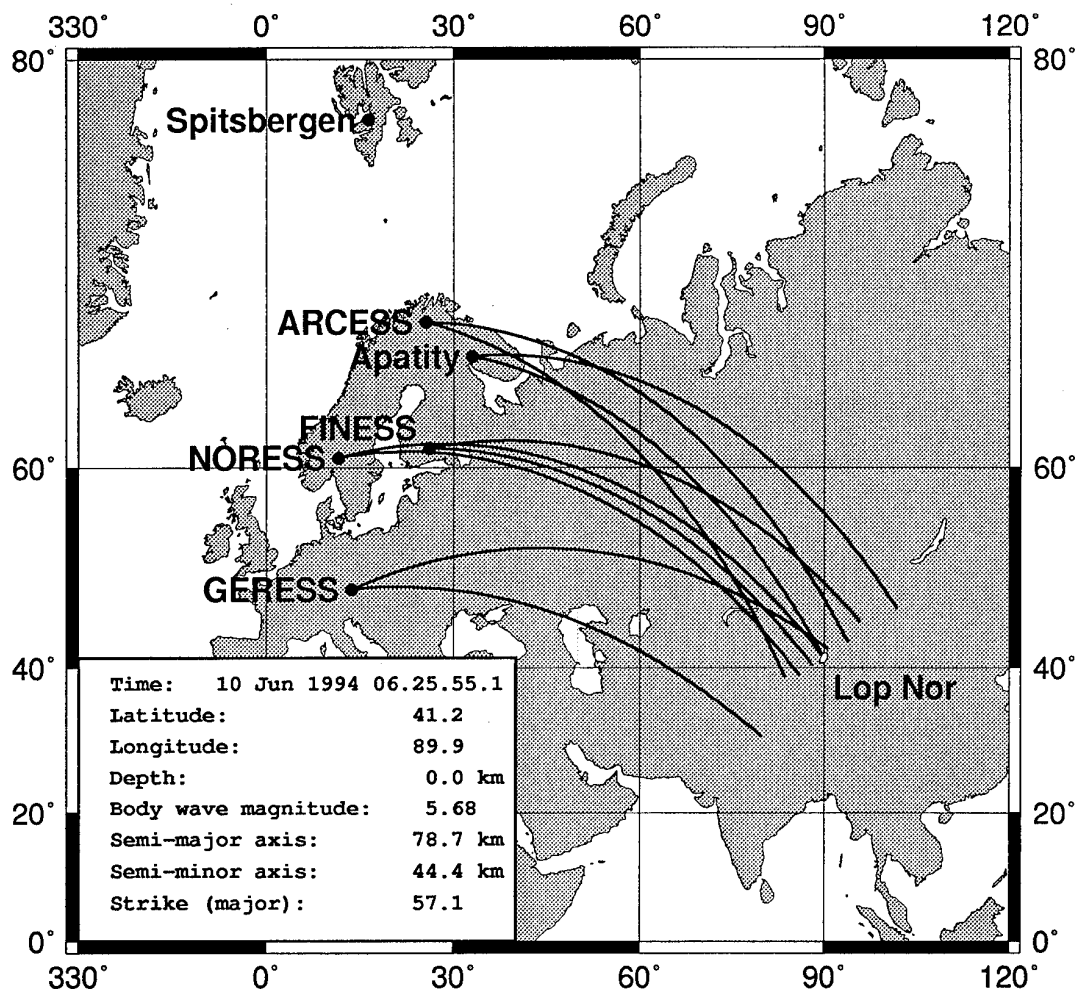 330° 0° 30° 60° 90° 120°
80° 80°
Spitsbergen
ARCESS
Apatity
FINESS
NORESS
60° 60°
GERESS
40° 40°
Lop Nor
Time: 10 Jun 1994 06.25.55.1
Latitude: 41.2
Longitude: 89.9
Depth: 0.0 km
Body wave magnitude: 5.68
20° 20°
Semi-major axis: 78.7 km
Semi-minor axis: 44.4 km
Strike (major): 57.1
0° 0°
330° 0° 30° 60° 90° 120°